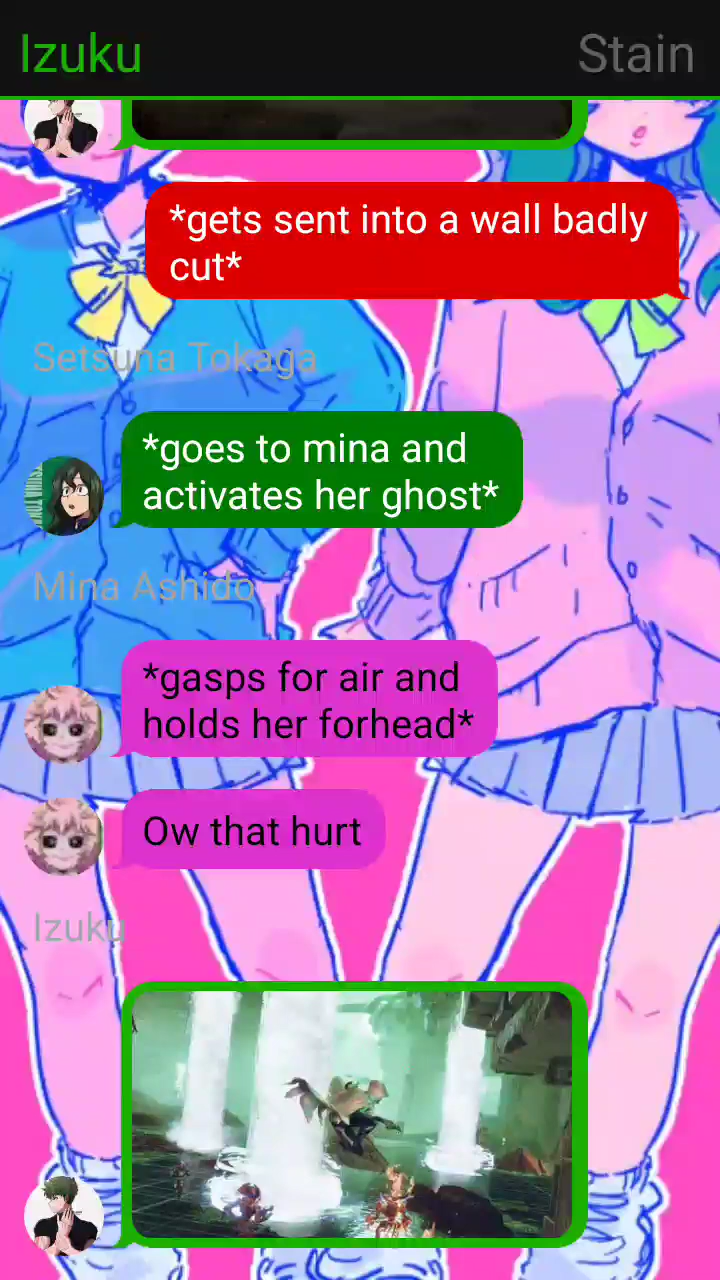 Izuku
Stain
*gets sent into a wall badly
cut*
Setsuna Tokaga
*goes to mina and
activates her ghost*
Mina Ashido
*gasps for air and
holds her forhead*
Ow that hurt
Izuku